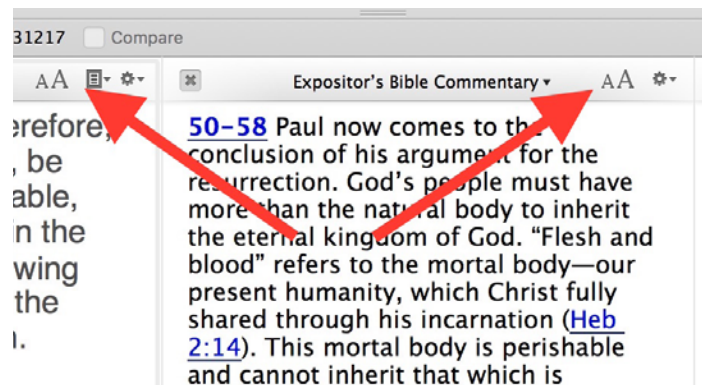 31217 Compare
AA
Expositor's Bible Commentary
AA
erefore,
, be
able,
in the
wing
the
.
50–58 Paul now comes to the
conclusion of his argument for the
resurrection. God's people must have
more than the natural body to inherit
the eternal kingdom of God. “Flesh and
blood” refers to the mortal body—our
present humanity, which Christ fully
shared through his incarnation (Heb
2:14). This mortal body is perishable
and cannot inherit that which is